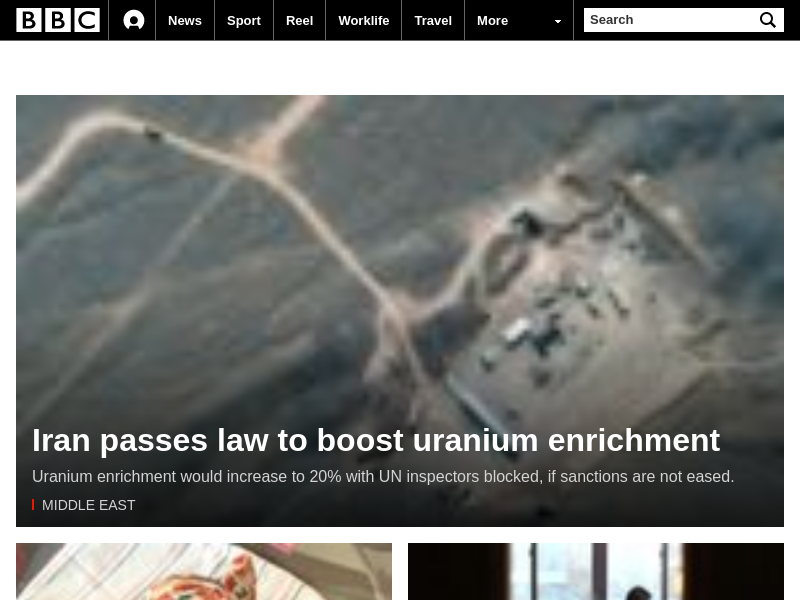 BBC
News
Sport
Reel
Worklife
Travel
More
Search
Iran passes law to boost uranium enrichment
Uranium enrichment would increase to 20% with UN inspectors blocked, if sanctions are not eased.
MIDDLE EAST